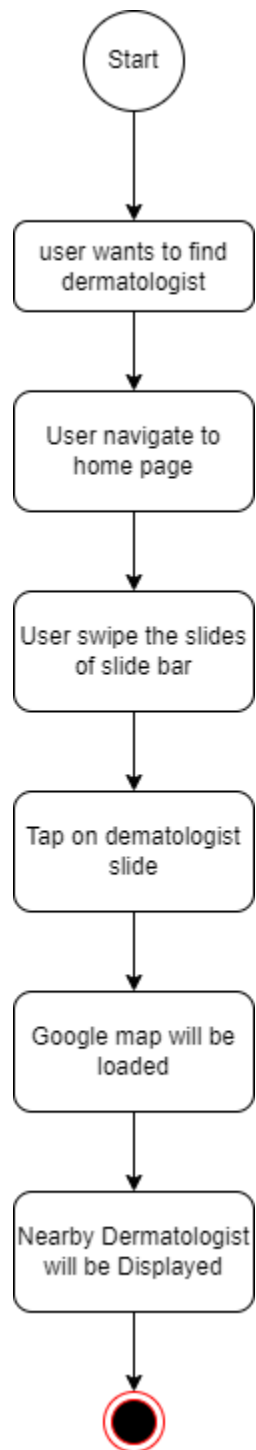 Start
user wants to find
dermatologist
User navigate to
home page
User swipe the slides
of slide bar
Tap on dematologist
slide
Google map will be
loaded
Nearby Dermatologist
will be Displayed